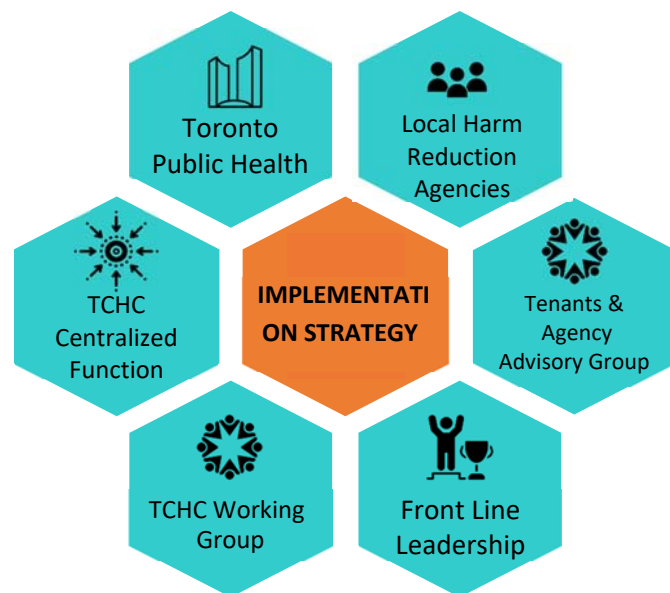 Toronto
Public Health
Local Harm
Reduction
Agencies
TCHC
Centralized
Function
IMPLEMENTATI
ON STRATEGY
Tenants &
Agency
Advisory Group
TCHC Working
Group
Front Line
Leadership